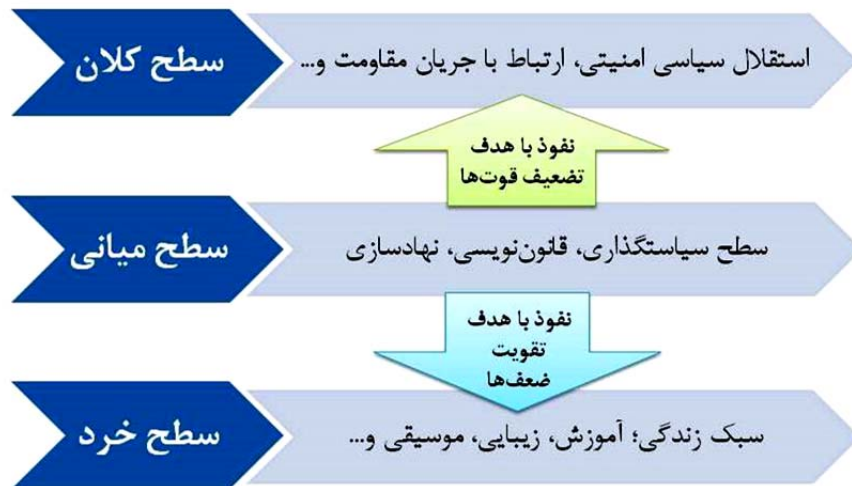 سطح کلان
استقلال سیاسی امنیتی، ارتباط با جریان مقاومت و...
نفوذ با هدف
تضعیف قوت‌ها
سطح میانی
سطح سیاستگذاری، قانون‌نویسی، نهادسازی
نفوذ با هدف
تقویت
ضعف‌ها
سطح خرد
سبک زندگی؛ آموزش، زیبایی، موسیقی و...